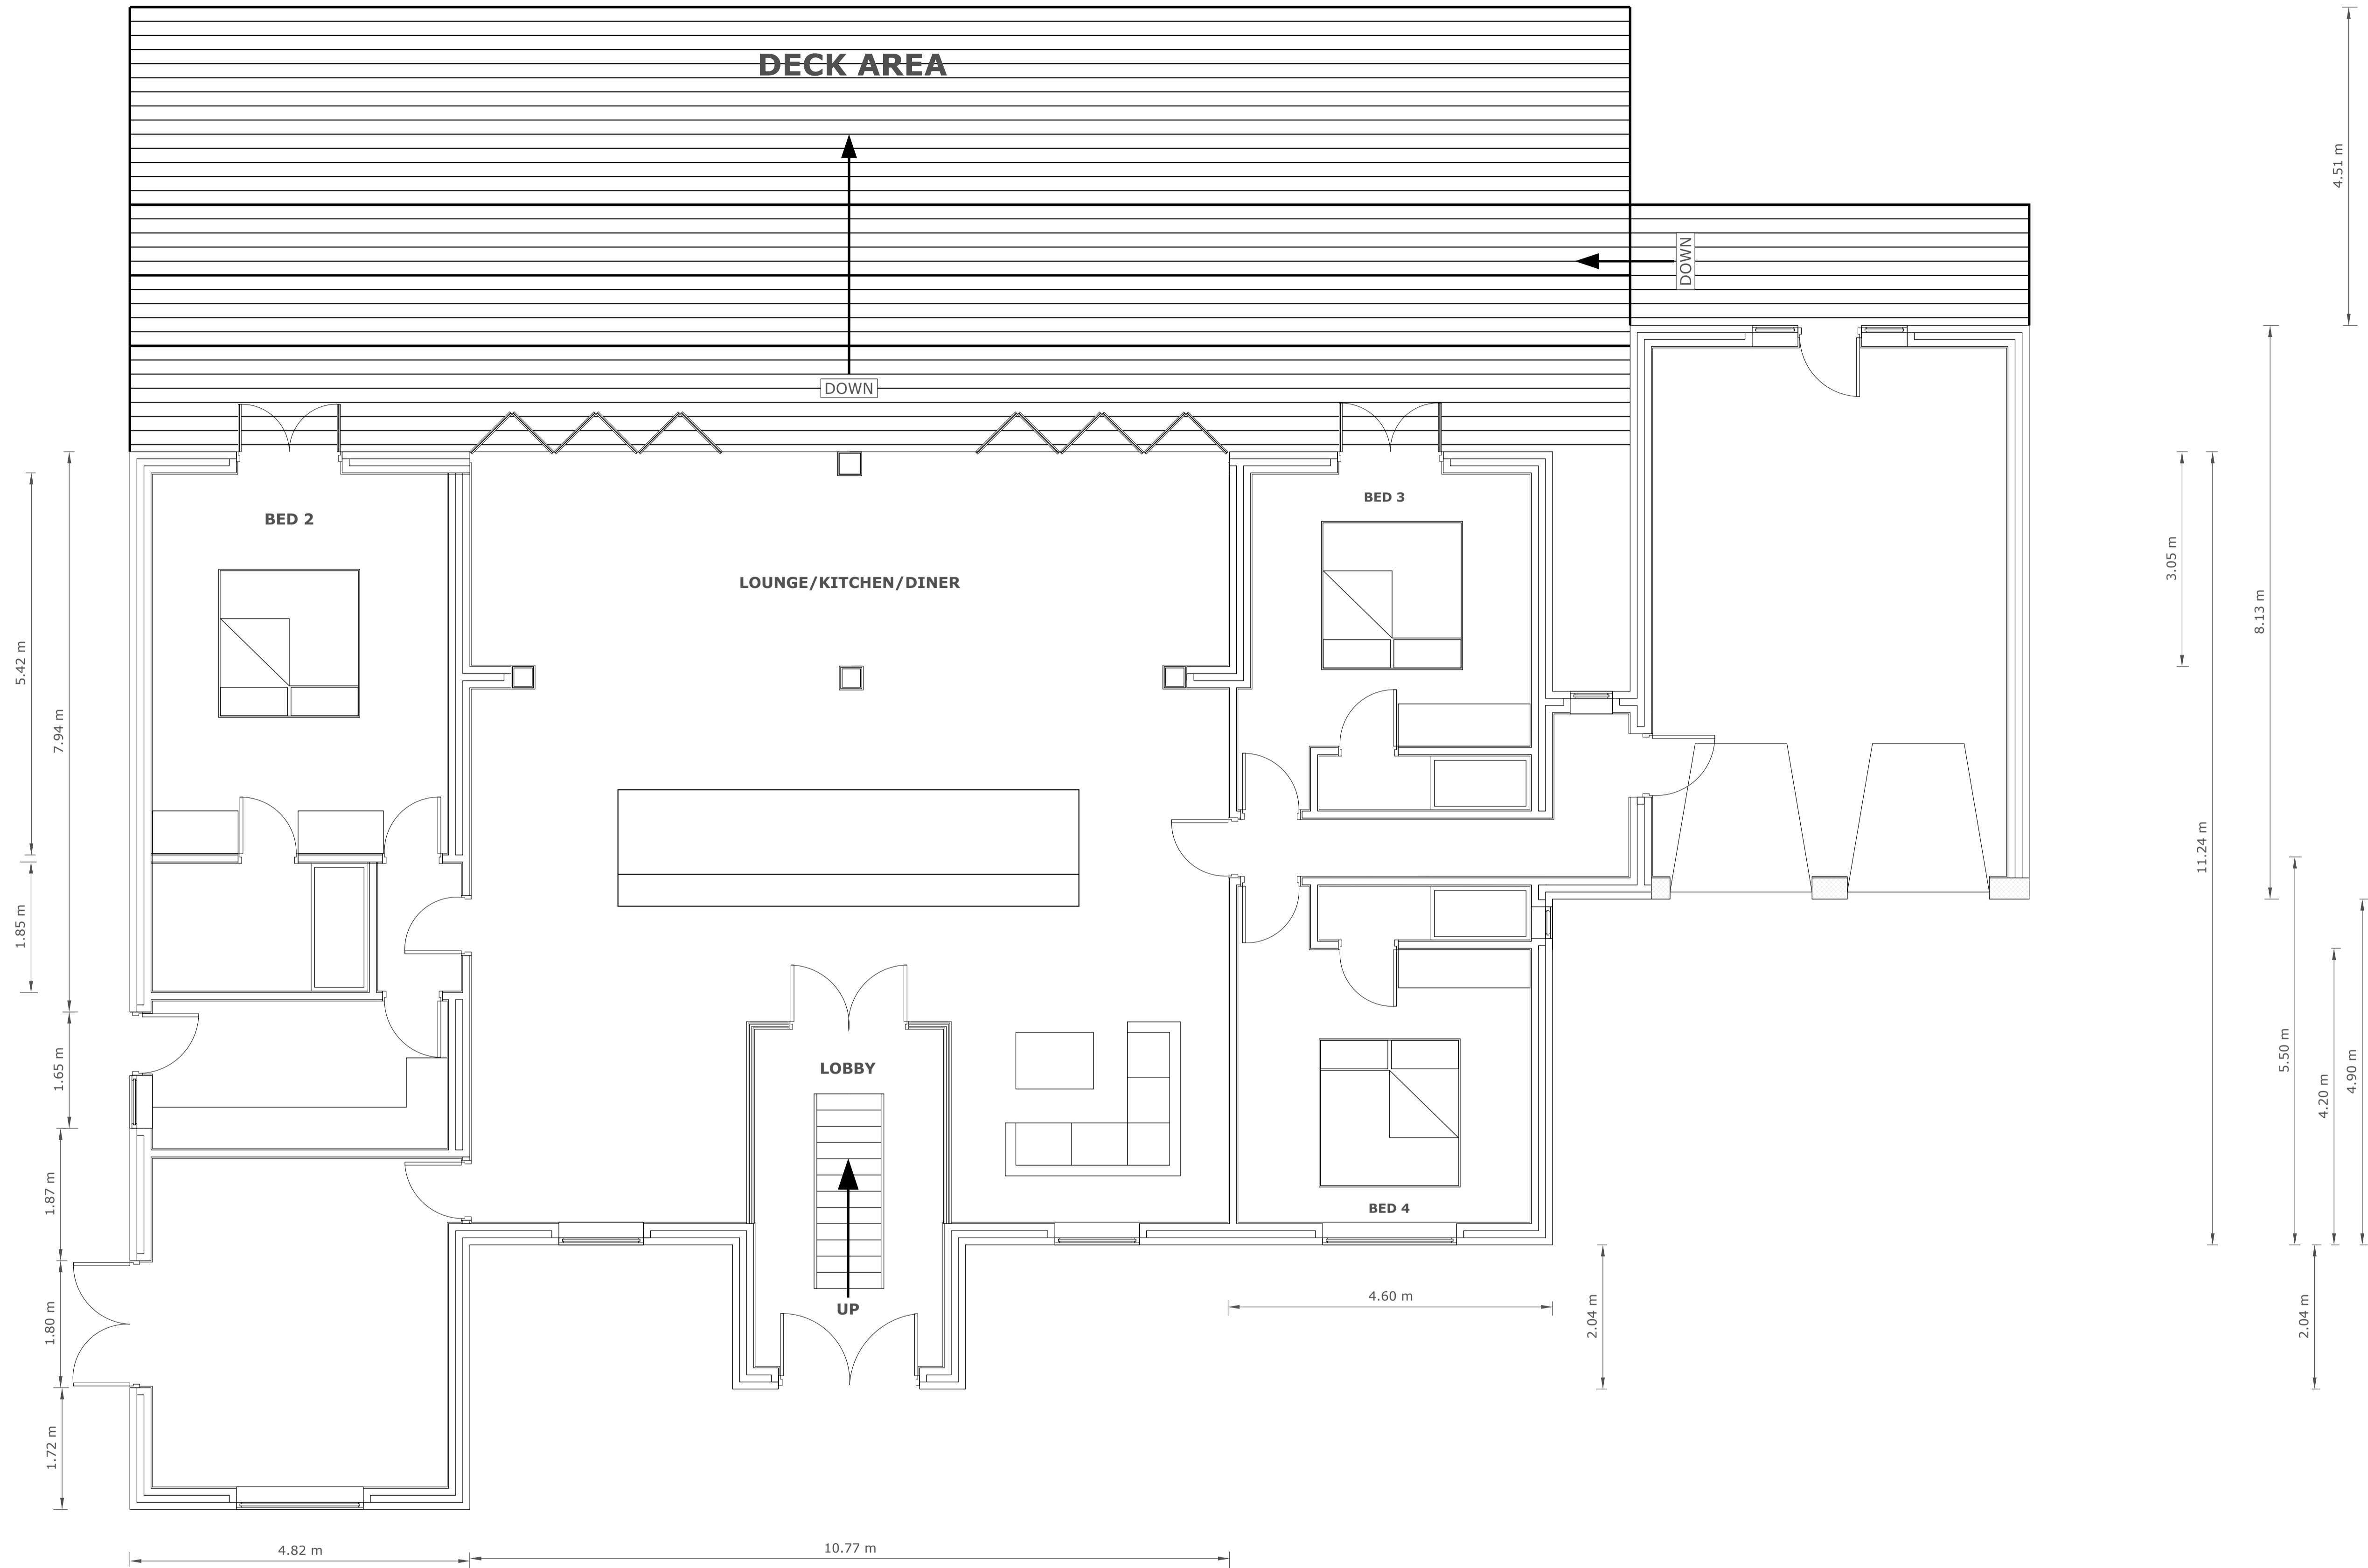 DECK AREA
4.51 m
DOWN
DOWN
BED 2
BED 3
LOUNGE/KITCHEN/DINER
3.05 m
8.13 m
5.42 m
7.94 m
11.24 m
1.85 m
LOBBY
1.65 m
5.50 m
4.20 m
4.90 m
1.87 m
BED 4
UP
4.60 m
2.04 m
2.04 m
1.80 m
1.72 m
4.82 m
10.77 m